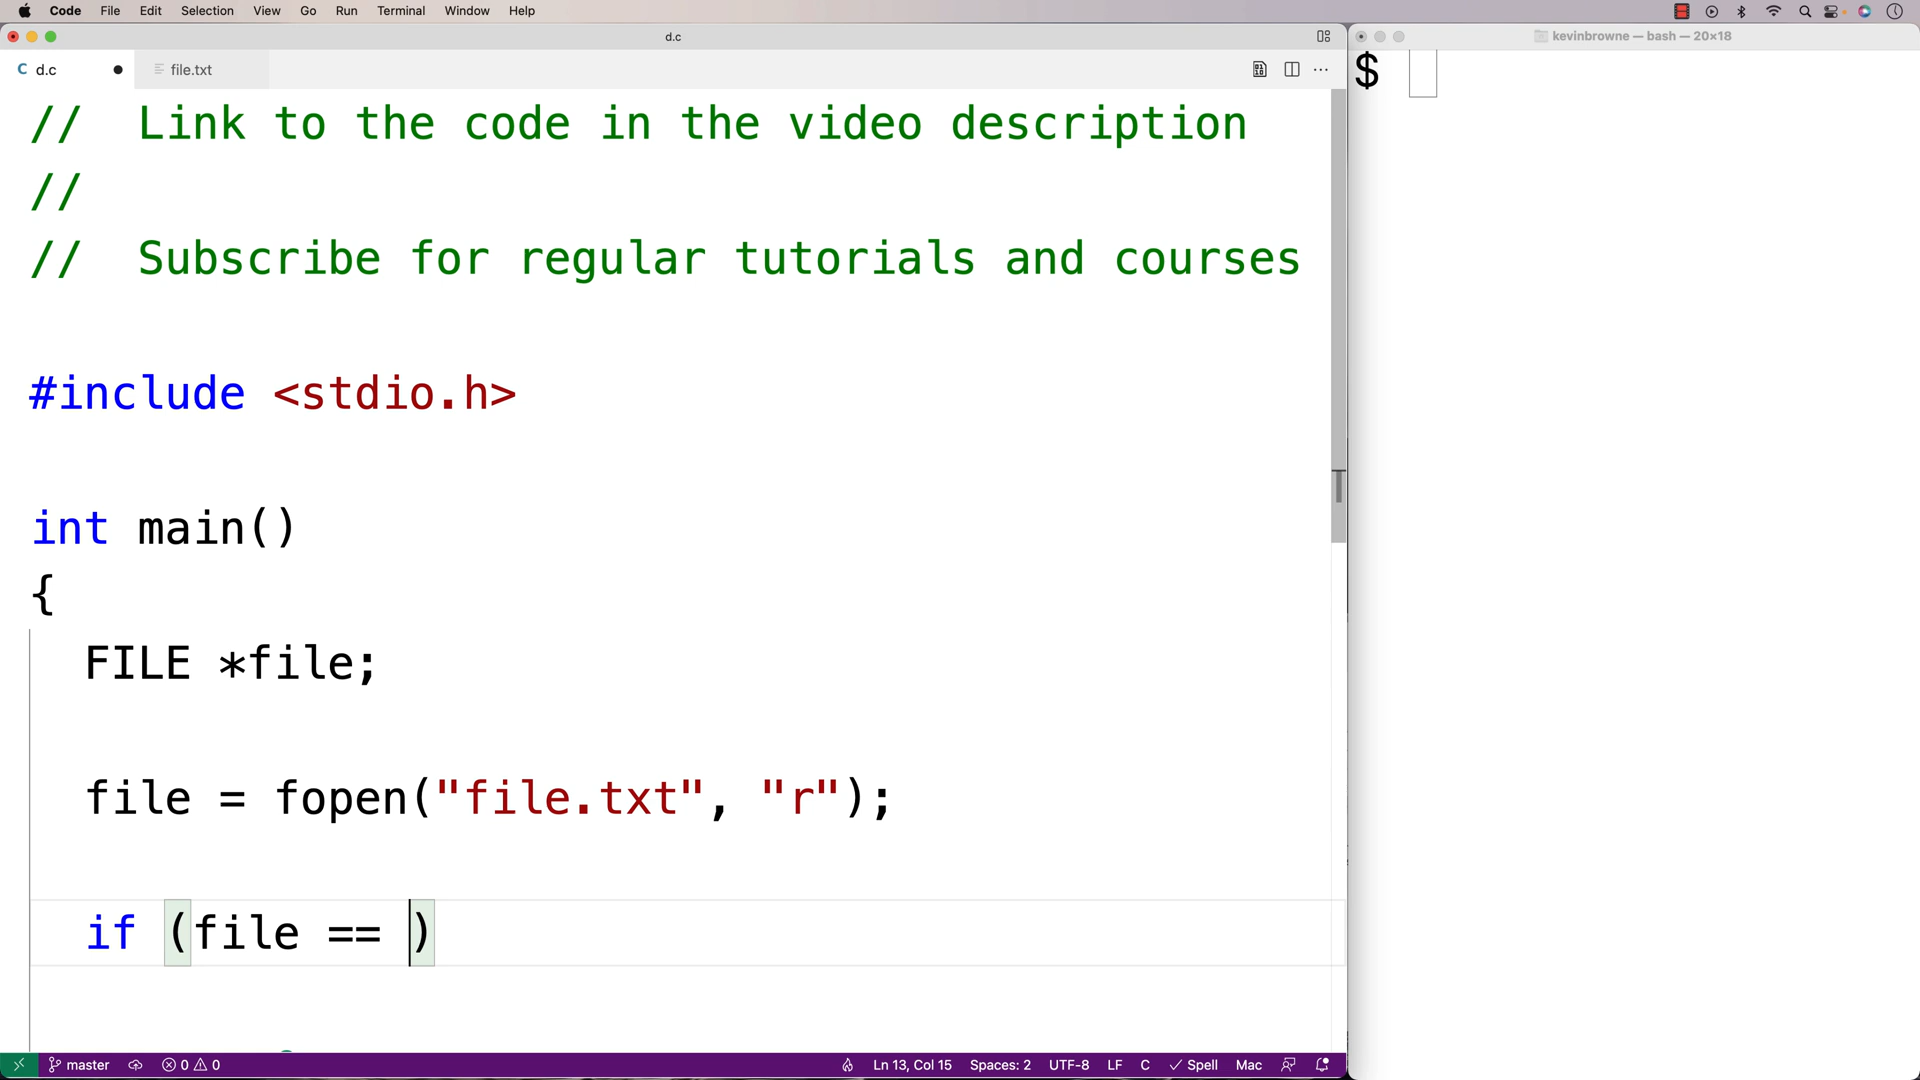 Code File Edit Selection View Go Run Terminal Window Help
d.c
kevinbrowne — bash — 20×18
C d.c
file.txt
$
// Link to the code in the video description
//
// Subscribe for regular tutorials and courses
#include <stdio.h>
int main()
{
FILE *file;
file = fopen("file.txt", "r");
if (file == )
master 0 0 Ln 13, Col 15 Spaces: 2 UTF-8 LF C Spell Mac